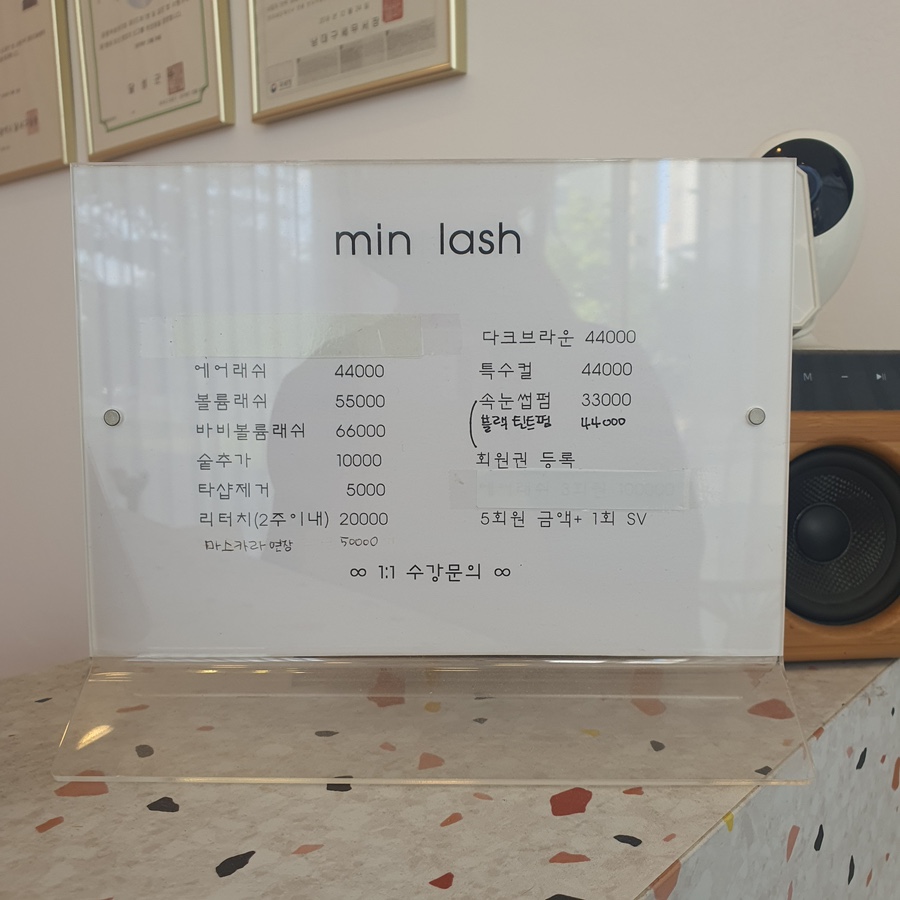 min lash
에어래쉬 44000
볼륨래쉬 55000
바비볼륨래쉬 66000
숱추가 10000
타샵제거 5000
리터치(2주이내) 20000
마스카라 연장 50000
다크브라운 44000
특수컬 44000
속눈썹펌 33000
블랙 틴트펌 44000
회원권 등록
5회원 금액+ 1회 SV
∞ 1:1 수강문의 ∞